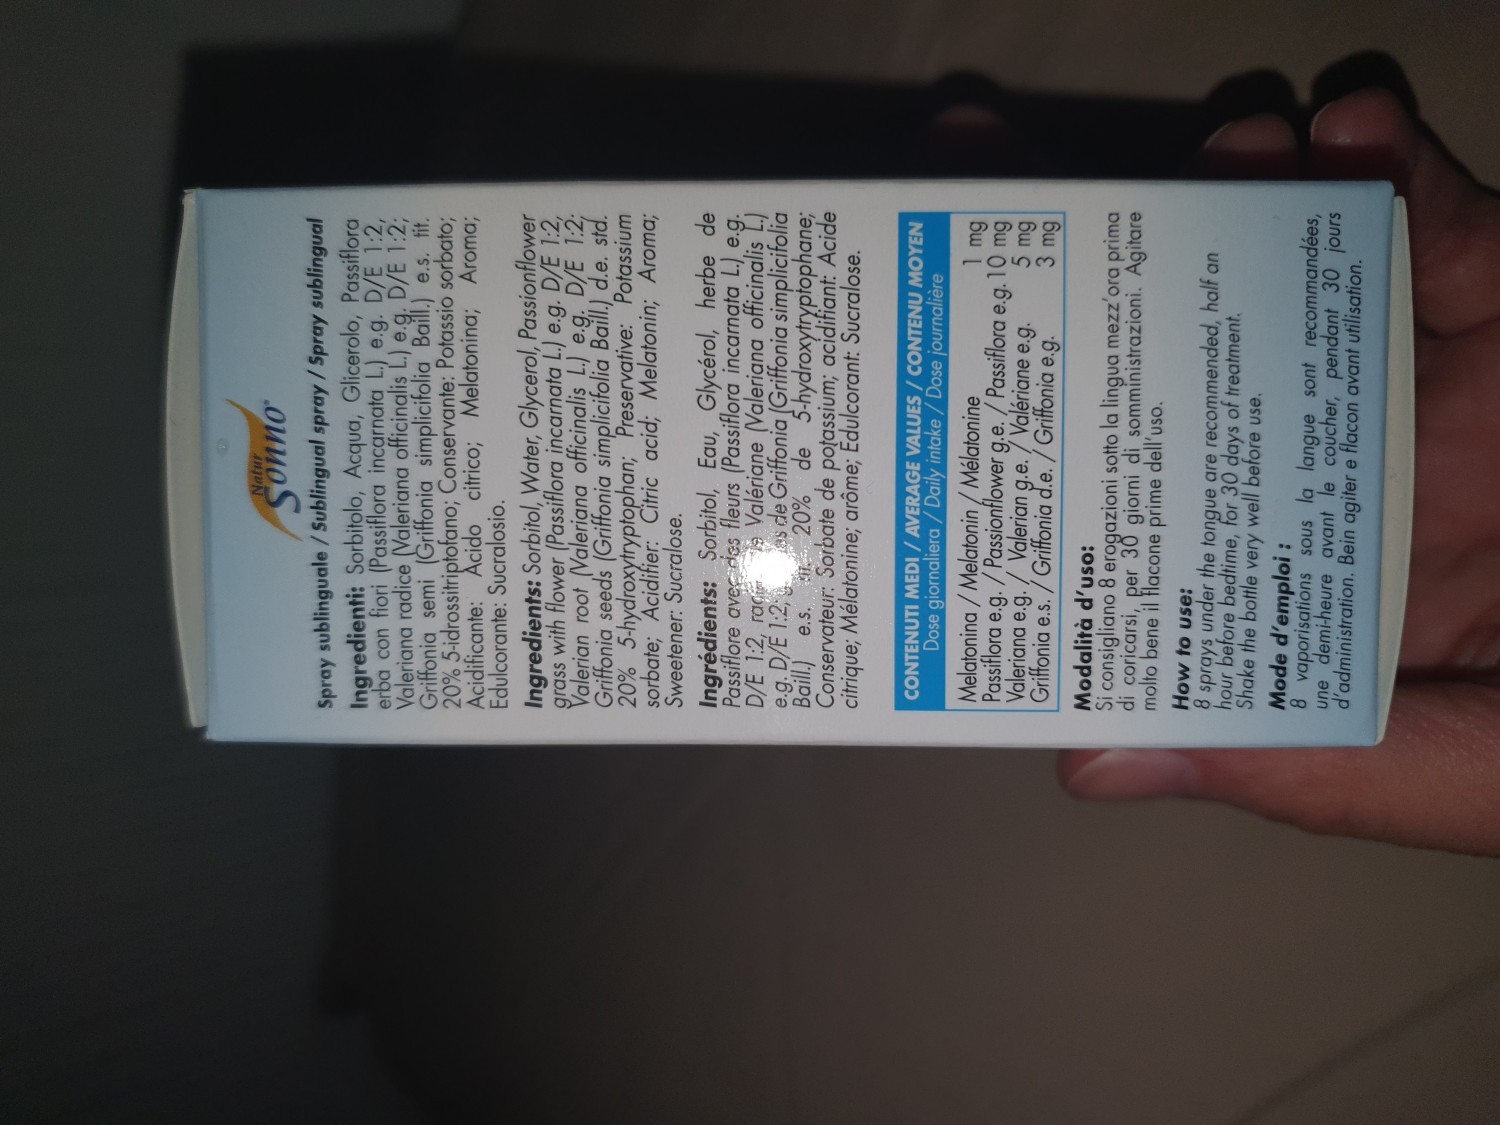 Natur
Sonno®
Spray sublinguale / Sublingual spray / Spray sublingual
Ingredienti: Sorbitolo, Acqua, Glicerolo, Passiflora
erba con fiori (Passiflora incarnata L.) e.g. D/E 1:2,
Valeriana radice (Valeriana officinalis L.) e.g. D/E 1:2;
Griffonia semi (Griffonia simplicifolia Baill.) e.s. tit.
20% 5-idrossitriptofano; Conservante: Potassio sorbato;
Acidificante: Acido citrico; Melatonina; Aroma;
Edulcorante: Sucralosio.
Ingredients: Sorbitol, Water, Glycerol, Passionflower
grass with flower (Passiflora incarnata L.) e.g. D/E 1:2,
Valerian root (Valeriana officinalis L.) e.g. D/E 1:2;
Griffonia seeds (Griffonia simplicifolia Baill.) d.e. std.
20% 5-hydroxytryptophan; Preservative: Potassium
sorbate; Acidifier: Citric acid; Melatonin; Aroma;
Sweetener: Sucralose.
Ingrédients: Sorbitol, Eau, Glycérol, herbe de
Passiflore avec des fleurs (Passiflora incarnata L.) e.g.
D/E 1:2, Valériane (Valeriana officinalis L.)
e.g. D/E 1:2; de Griffonia (Griffonia simplicifolia
Baill.) e.s. 20% de 5-hydroxytryptophane;
Conservateur: Sorbate de potassium; acidifiant: Acide
citrique; Mélatonine; arôme; Edulcorant: Sucralose.
CONTENUTI MEDI / AVERAGE VALUES / CONTENU MOYEN
Dose giornaliera / Daily intake / Dose journalière
Melatonina / Melatonin / Mélatonine 1 mg
Passiflora e.g. / Passionflower g.e. / Passiflora e.g. 10 mg
Valeriana e.g. / Valerian g.e. / Valériane e.g. 5 mg
Griffonia e.s. / Griffonia d.e. / Griffonia e.g. 3 mg
Modalità d'uso:
Si consigliano 8 erogazioni sotto la lingua mezz'ora prima
di coricarsi, per 30 giorni di somministrazioni. Agitare
molto bene il flacone prime dell'uso.
How to use:
8 sprays under the tongue are recommended, half an
hour before bedtime, for 30 days of treatment.
Shake the bottle very well before use.
Mode d'emploi :
8 vaporisations sous la langue sont recommandées,
une demi-heure avant le coucher, pendant 30 jours
d'administration. Bein agiter e flacon avant utilisation.